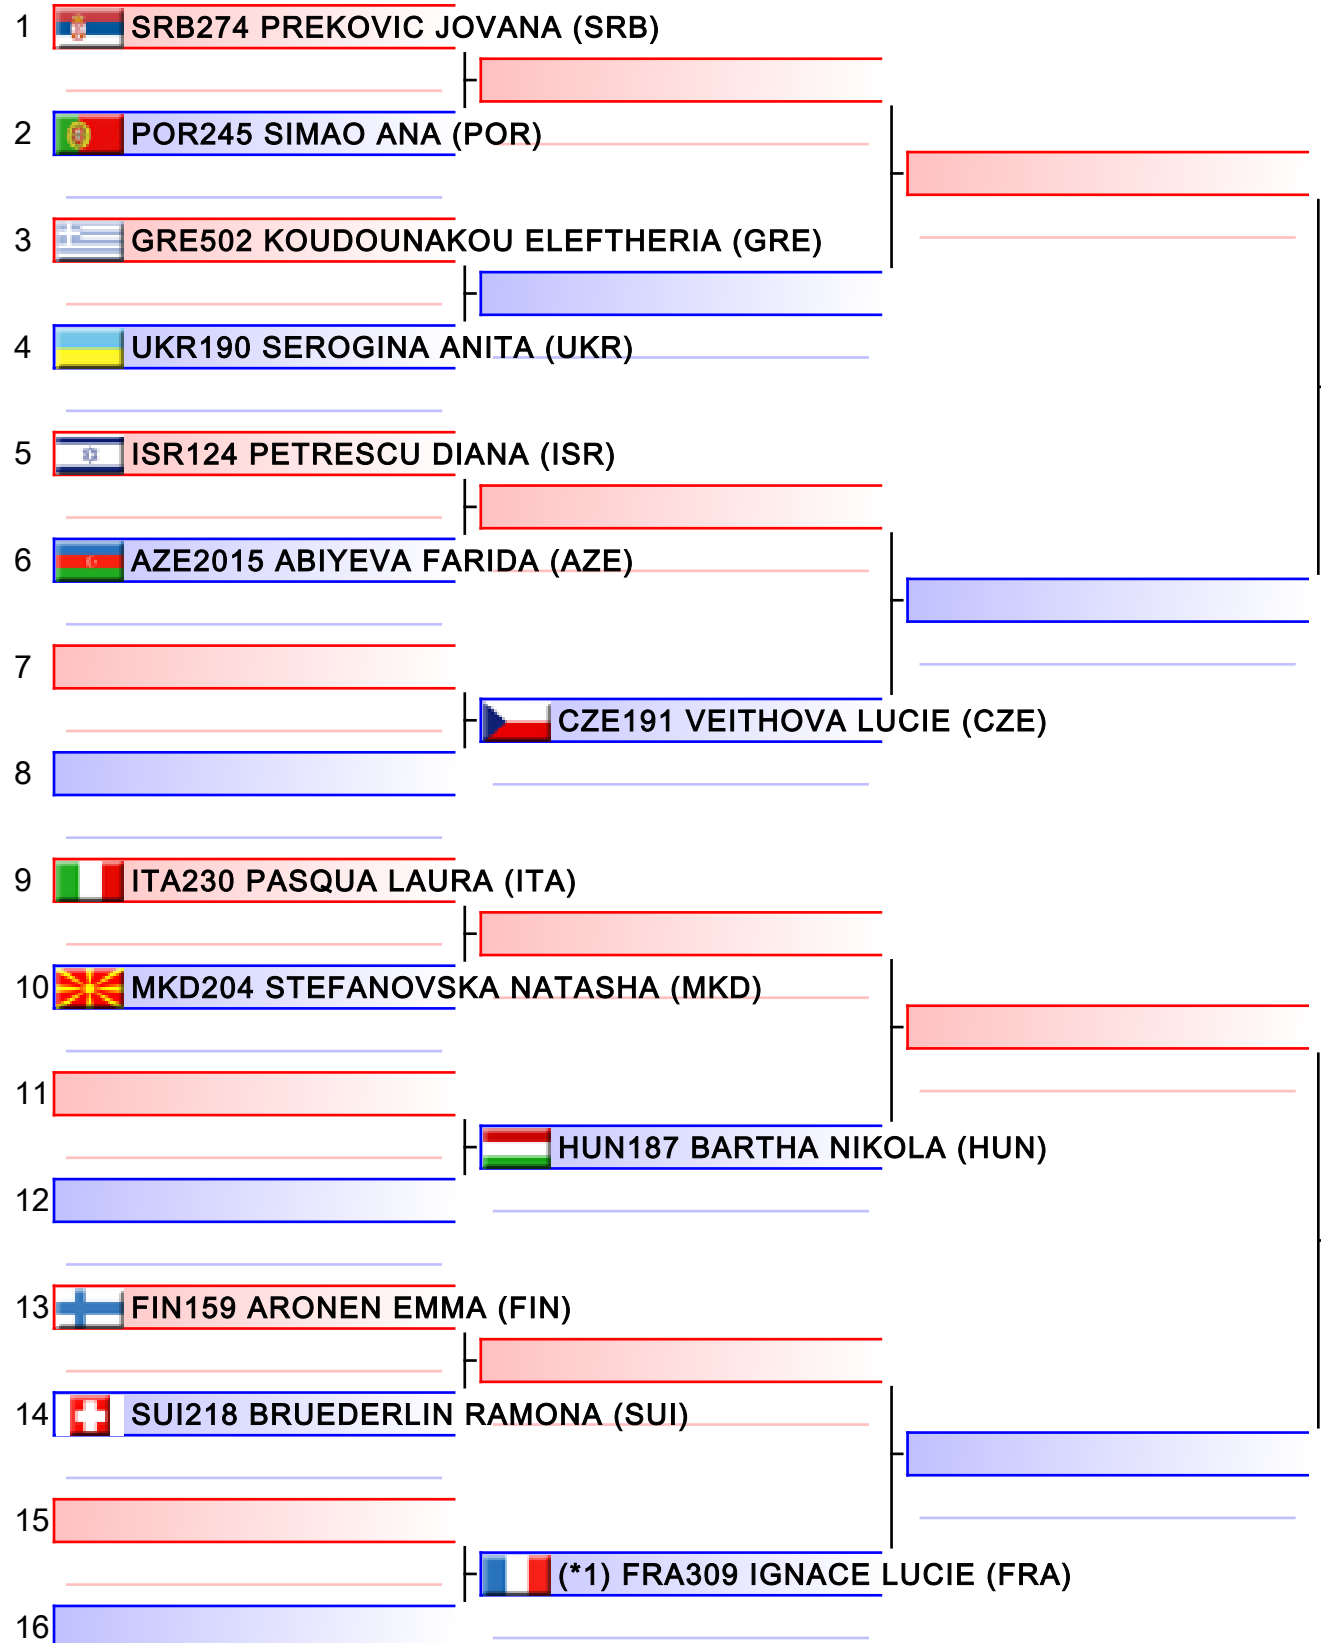 1 SRB274 PREKOVIC JOVANA (SRB)
2 POR245 SIMAO ANA (POR)
3 GRE502 KOUDOUNAKOU ELEFTHERIA (GRE)
4 UKR190 SEROGINA ANITA (UKR)
5 ISR124 PETRESCU DIANA (ISR)
6 AZE2015 ABIYEVA FARIDA (AZE)
7
CZE191 VEITHOVA LUCIE (CZE)
8
9 ITA230 PASQUA LAURA (ITA)
10 MKD204 STEFANOVSKA NATASHA (MKD)
11
HUN187 BARTHA NIKOLA (HUN)
12
13 FIN159 ARONEN EMMA (FIN)
14 SUI218 BRUEDERLIN RAMONA (SUI)
15
(*1) FRA309 IGNACE LUCIE (FRA)
16